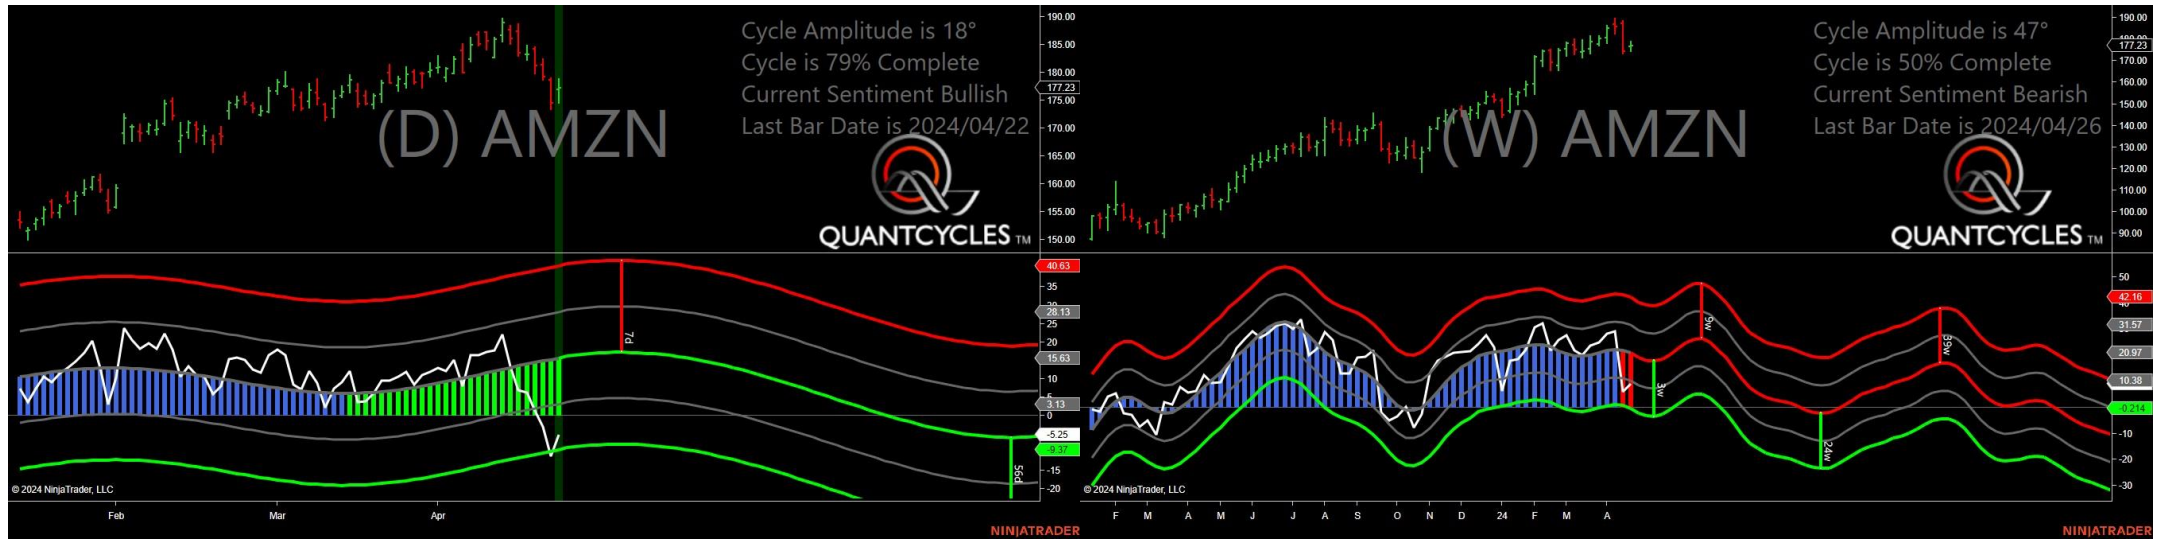 Cycle Amplitude is 18°
Cycle is 79% Complete
Current Sentiment Bullish
Last Bar Date is 2024/04/22
(D) AMZN
QUANTCYCLES TM
190.00
185.00
180.00
177.23
175.00
170.00
165.00
160.00
155.00
150.00
40.63
35
28.13
25
20
15.63
10
3.13
0
-5.25
-9.37
-15
-20
7d
56d
© 2024 NinjaTrader, LLC
Feb Mar Apr
NINJATRADER
Cycle Amplitude is 47°
Cycle is 50% Complete
Current Sentiment Bearish
Last Bar Date is 2024/04/26
(W) AMZN
QUANTCYCLES TM
190.00
177.23
170.00
160.00
150.00
140.00
130.00
120.00
110.00
100.00
90.00
50
42.16
31.57
20.97
10.38
-0.214
-10
-20
-30
3w
9w
24w
39w
© 2024 NinjaTrader, LLC
F M A M J J A S O N D 24 F M A
NINJATRADER